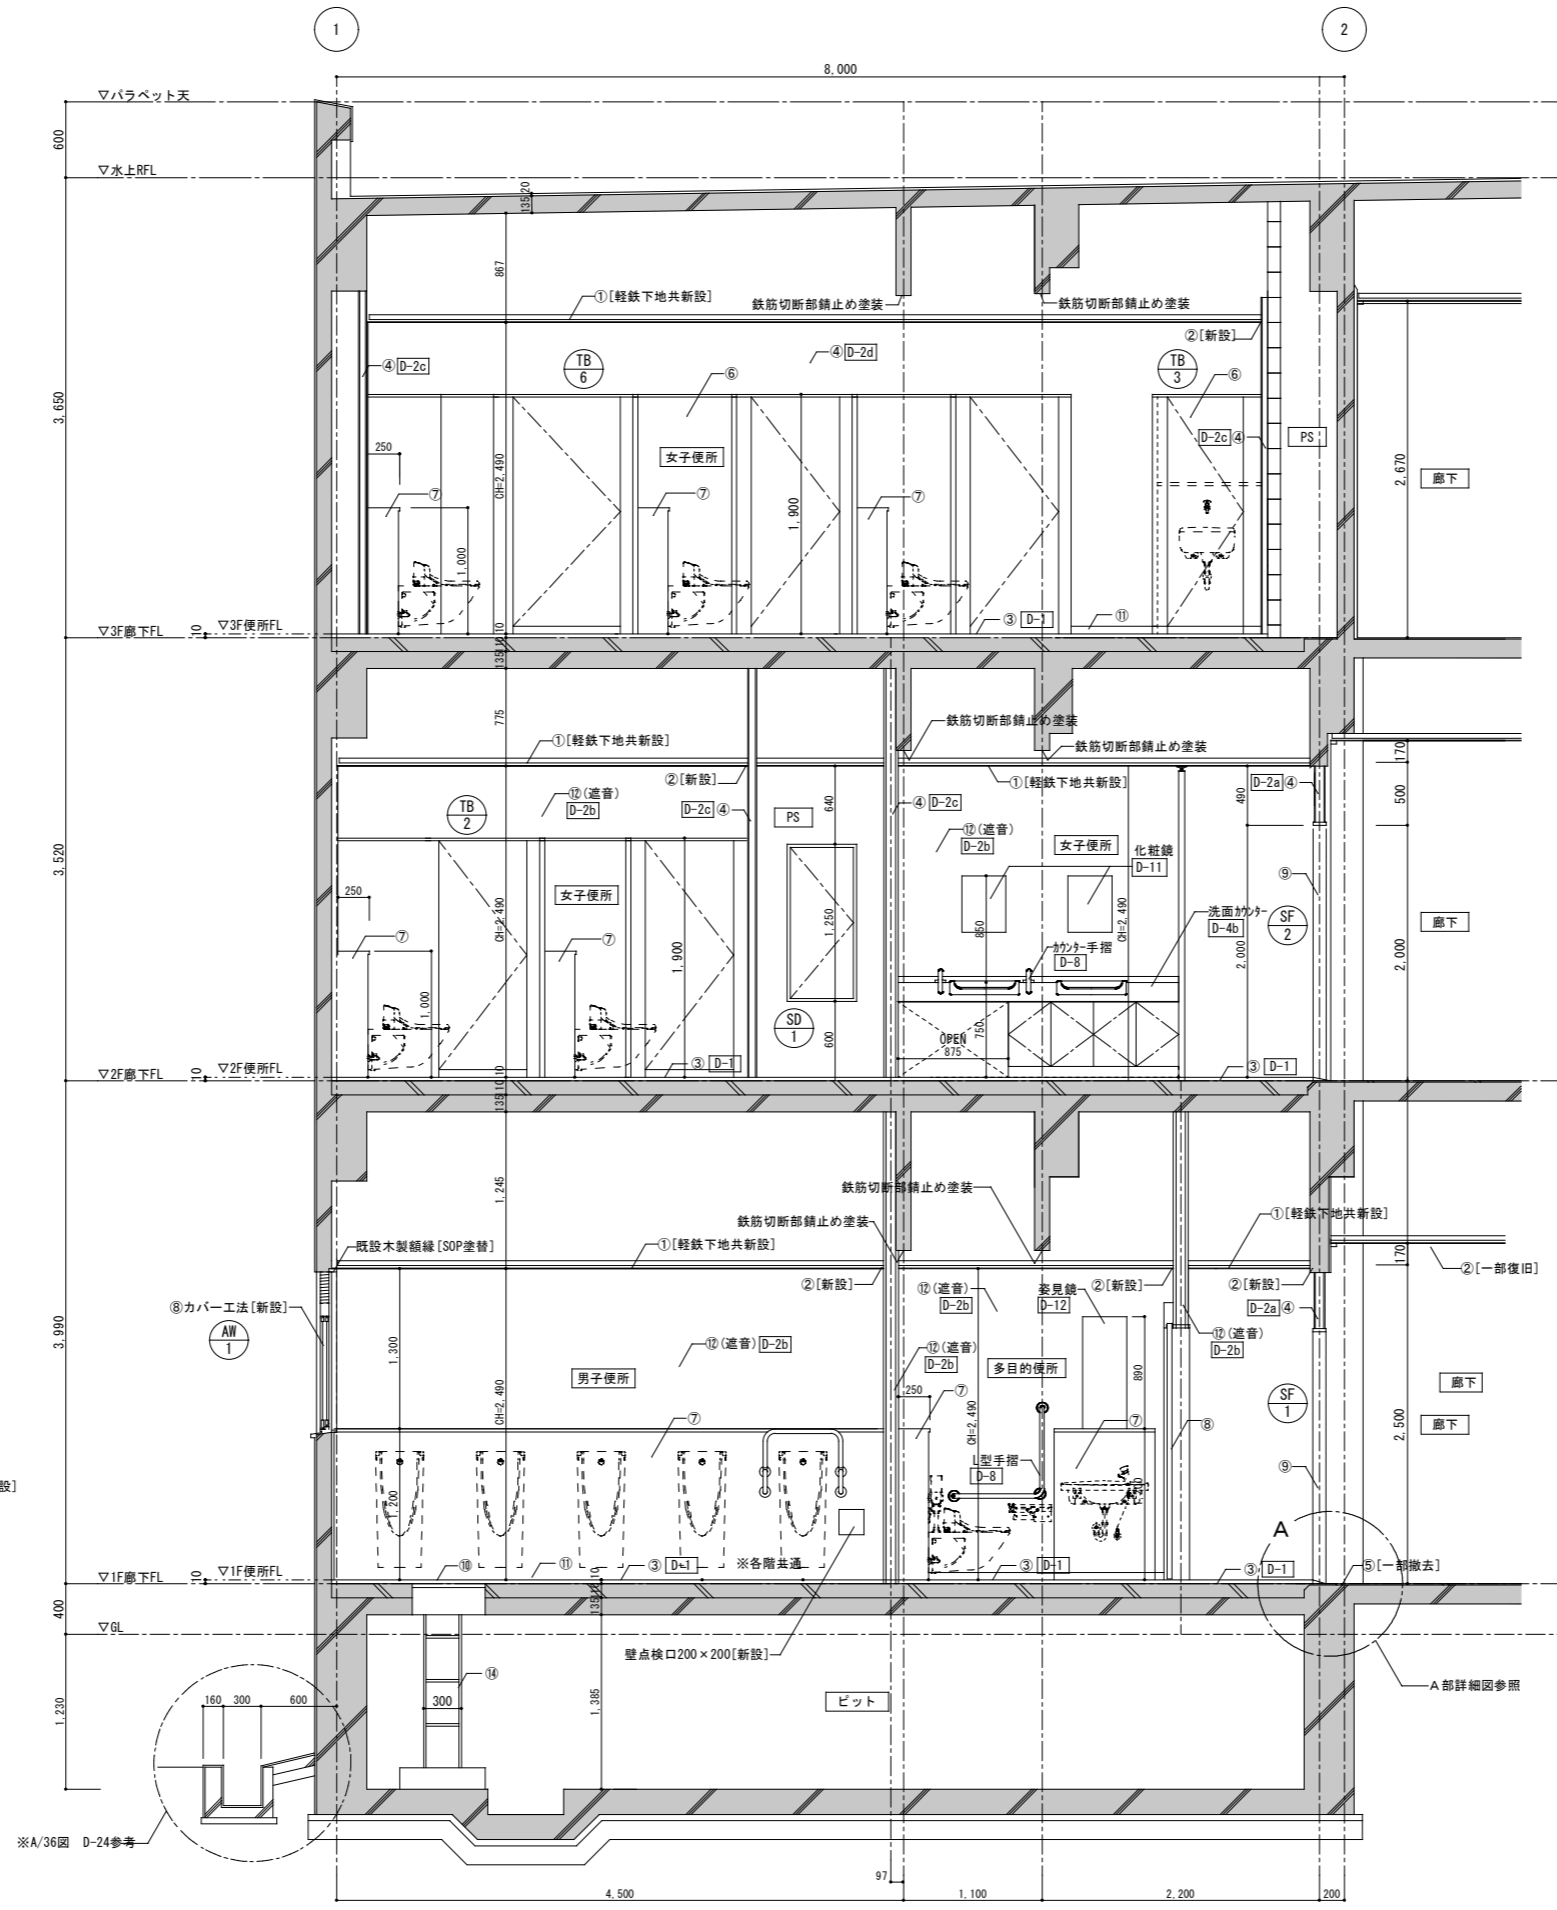 1
2
8,000
▽パラペット天
600
▽水上RFL
135 20
867
①[軽鉄下地共新設]
鉄筋切断部錆止め塗装
鉄筋切断部錆止め塗装
②[新設]
④ D-2c
TB
6
⑥
④ D-2d
TB
3
⑥
3,650
250
CH=2,490
女子便所
D-2c ④
PS
2,670
廊下
⑦
⑦
⑦
1,900
1,000
▽3F廊下FL
10
▽3F便所FL
③ D-1
⑪
135 110 10
775
鉄筋切断部錆止め塗装
①[軽鉄下地共新設]
鉄筋切断部錆止め塗装
170
②[新設]
①[軽鉄下地共新設]
D-2a ④
500
490
⑫(遮音)
D-2b
TB
2
D-2c ④
PS
640
④ D-2c
⑫(遮音)
D-2b
女子便所
化粧鏡
D-11
3,520
⑨
250
CH=2,490
女子便所
1,250
850
CH=2,490
洗面カウンター
D-4b
SF
2
廊下
⑦
⑦
1,900
カウンター手摺
D-8
2,000
2,000
1,000
SD
1
600
OPEN
875
750
▽2F廊下FL
10
▽2F便所FL
③ D-1
③ D-1
135 110 10
1,245
鉄筋切断部錆止め塗装
鉄筋切断部錆止め塗装
①[軽鉄下地共新設]
既設木製額縁[SOP塗替]
①[軽鉄下地共新設]
170
②[一部復旧]
②[新設]
②[新設]
②[新設]
⑧カバー工法[新設]
AW
1
⑫(遮音)
D-2b
姿見鏡
D-12
D-2a ④
3,990
1,300
⑫(遮音) D-2b
⑫(遮音)
D-2b
⑫(遮音)
D-2b
男子便所
多目的便所
890
廊下
CH=2,490
250
⑦
CH=2,490
SF
1
廊下
⑦
⑦
⑧
2,500
L型手摺
D-8
⑨
設]
1,200
A
※各階共通
▽1F廊下FL
10
▽1F便所FL
⑩
⑪
③ D-1
③ D-1
③ D-1
⑤[一部撤去]
400
▽GL
壁点検口200×200[新設]
⑭
300
1,385
ピット
A部詳細図参照
1,230
160
300
600
※A/36図 D-24参考
97
4,500
1,100
2,200
200